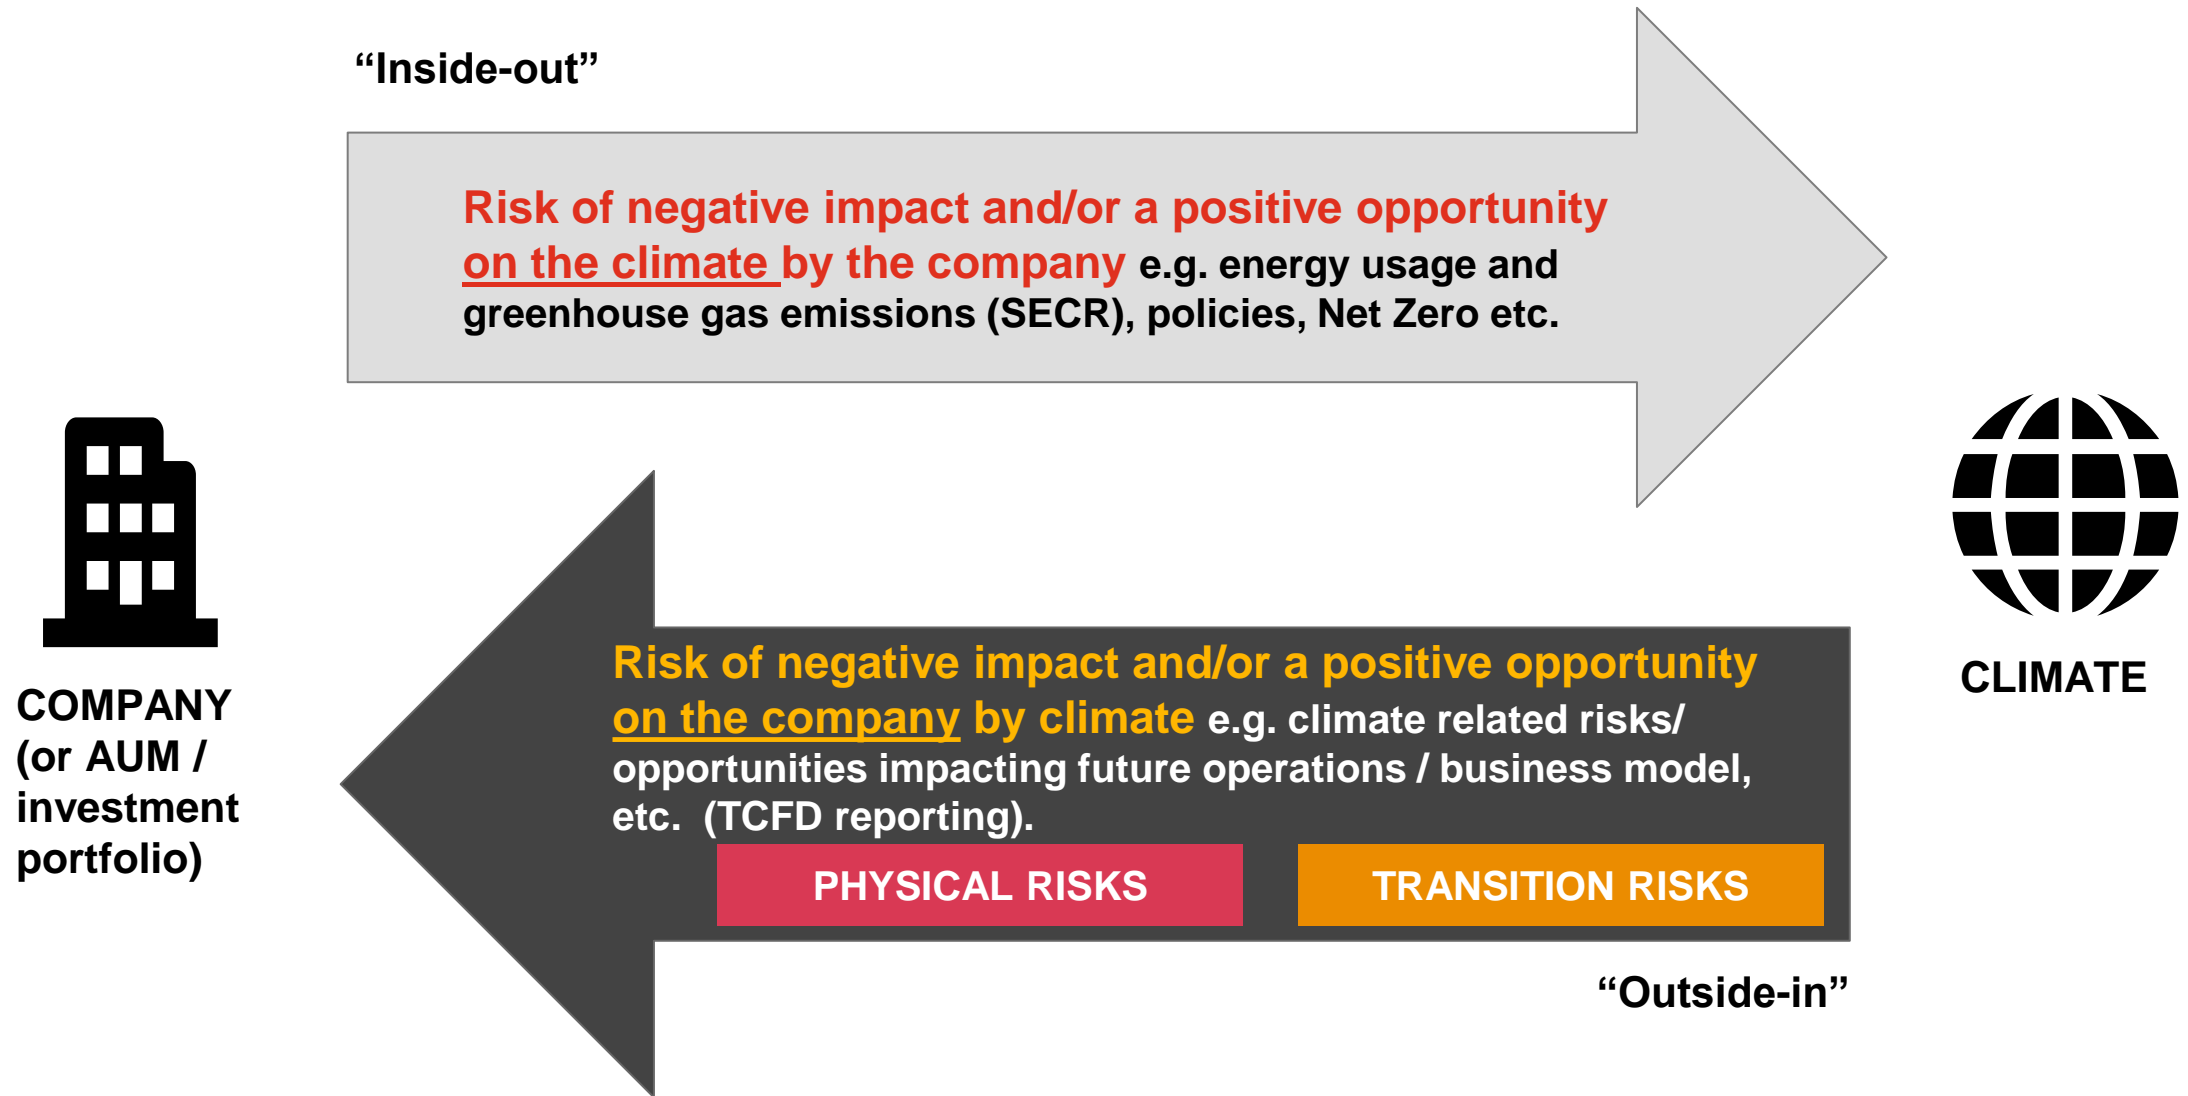 “Inside-out”
Risk of negative impact and/or a positive opportunity
on the climate by the company e.g. energy usage and
greenhouse gas emissions (SECR), policies, Net Zero etc.
COMPANY
(or AUM /
investment
portfolio)
CLIMATE
Risk of negative impact and/or a positive opportunity
on the company by climate e.g. climate related risks/
opportunities impacting future operations / business model,
etc.  (TCFD reporting).
PHYSICAL RISKS
TRANSITION RISKS
“Outside-in”